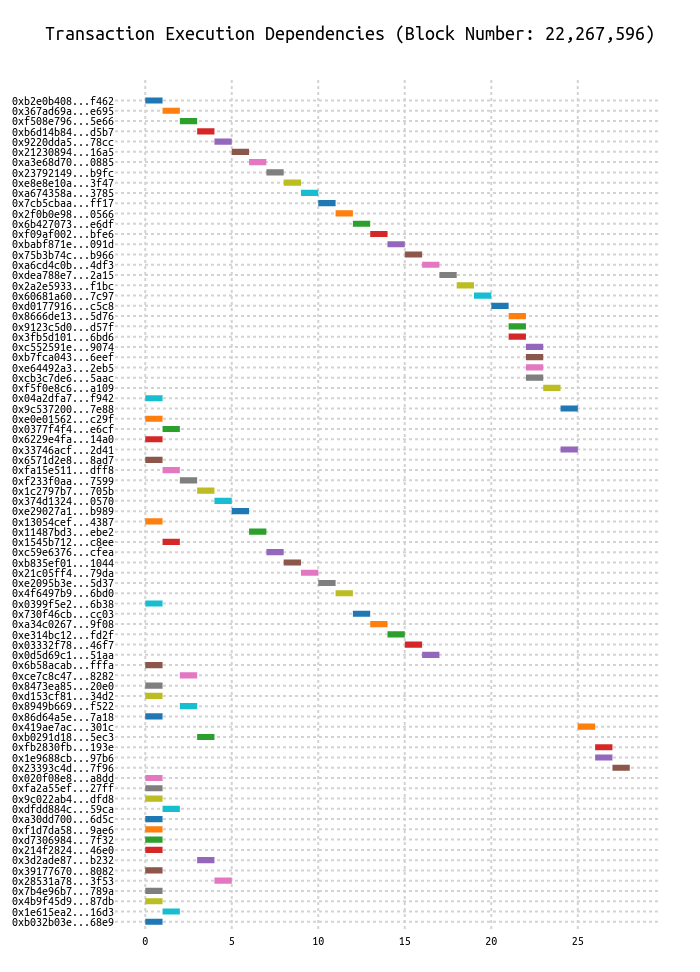 Transaction Execution Dependencies (Block Number: 22,267,596)
0xb2e0b408...f462
0x367ad69a...e695
0xf508e796...5e66
0xb6d14b84...d5b7
0x9220dda5...78cc
0x21230894...16a5
0xa3e68d70...0885
0x23792149...b9fc
0xe8e8e10a...3f47
0xa674358a...3785
0x7cb5cbaa...ff17
0x2f0b0e98...0566
0x6b427073...e6df
0xf09af002...bfe6
0xbabf871e...091d
0x75b3b74c...b966
0xa6cd4c0b...4df3
0xdea788e7...2a15
0x2a2e5933...f1bc
0x60681a60...7c97
0xd0177916...c5c8
0x8666de13...5d76
0x9123c5d0...d57f
0x3fb5d101...6bd6
0xc552591e...9074
0xb7fca043...6eef
0xe64492a3...2eb5
0xcb3c7de6...5aac
0xf5f0e8c6...a109
0x04a2dfa7...f942
0x9c537200...7e88
0xe0e01562...c29f
0x0377f4f4...e6cf
0x6229e4fa...14a0
0x33746acf...2d41
0x6571d2e8...8ad7
0xfa15e511...dff8
0xf233f0aa...7599
0x1c2797b7...705b
0x374d1324...0570
0xe29027a1...b989
0x13054cef...4387
0x11487bd3...ebe2
0x1545b712...c8ee
0xc59e6376...cfea
0xb835ef01...1044
0x21c05ff4...79da
0xe2095b3e...5d37
0x4f6497b9...6bd0
0x0399f5e2...6b38
0x730f46cb...cc03
0xa34c0267...9f08
0xe314bc12...fd2f
0x03332f78...46f7
0x0d5d69c1...51aa
0x6b58acab...fffa
0xce7c8c47...8282
0x8473ea85...20e0
0xd153cf81...34d2
0x8949b669...f522
0x86d64a5e...7a18
0x419ae7ac...301c
0xb0291d18...5ec3
0xfb2830fb...193e
0x1e9688cb...97b6
0x23393c4d...7f96
0x020f08e8...a8dd
0xfa2a55ef...27ff
0x9c022ab4...dfd8
0xdfdd884c...59ca
0xa30dd700...6d5c
0xf1d7da58...9ae6
0xd7306984...7f32
0x214f2824...46e0
0x3d2ade87...b232
0x39177670...8082
0x28531a78...3f53
0x7b4e96b7...789a
0x4b9f45d9...87db
0x1e615ea2...16d3
0xb032b03e...68e9
0 5 10 15 20 25